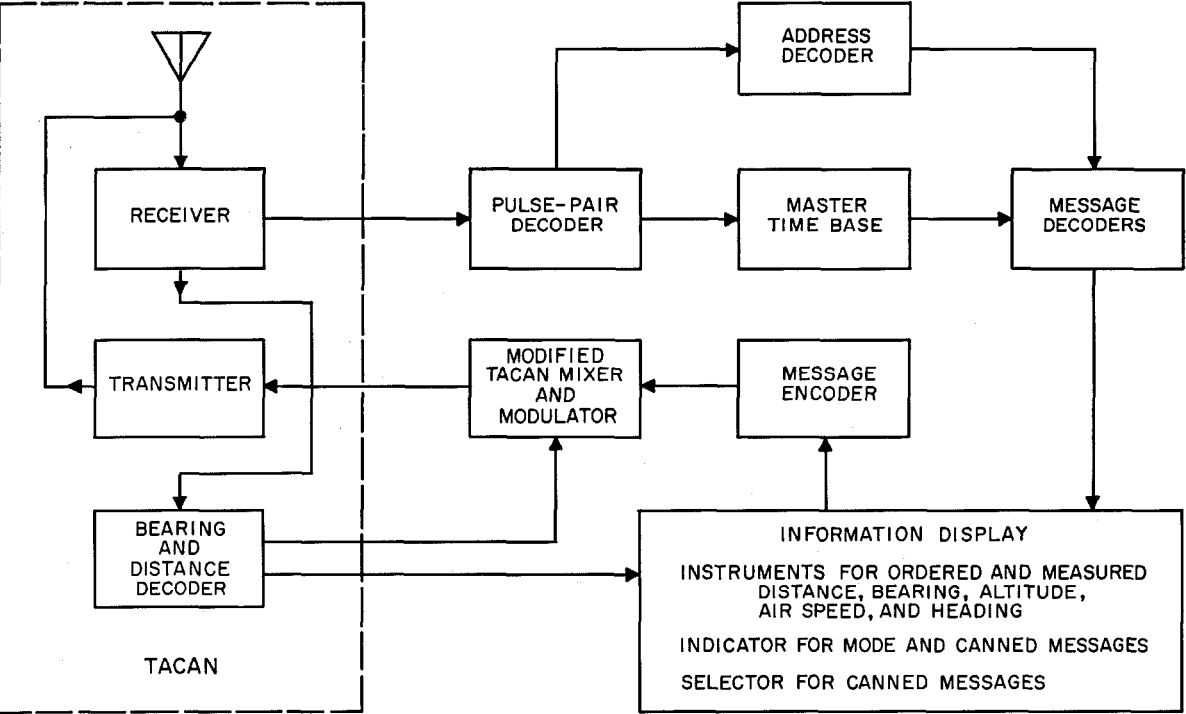 ADDRESS
DECODER
RECEIVER
PULSE-PAIR
DECODER
MASTER
TIME BASE
MESSAGE
DECODERS
TRANSMITTER
MODIFIED
TACAN MIXER
AND
MODULATOR
MESSAGE
ENCODER
BEARING
AND
DISTANCE
DECODER
INFORMATION DISPLAY
INSTRUMENTS FOR ORDERED AND MEASURED
DISTANCE, BEARING, ALTITUDE,
AIR SPEED, AND HEADING
INDICATOR FOR MODE AND CANNED MESSAGES
SELECTOR FOR CANNED MESSAGES
TACAN